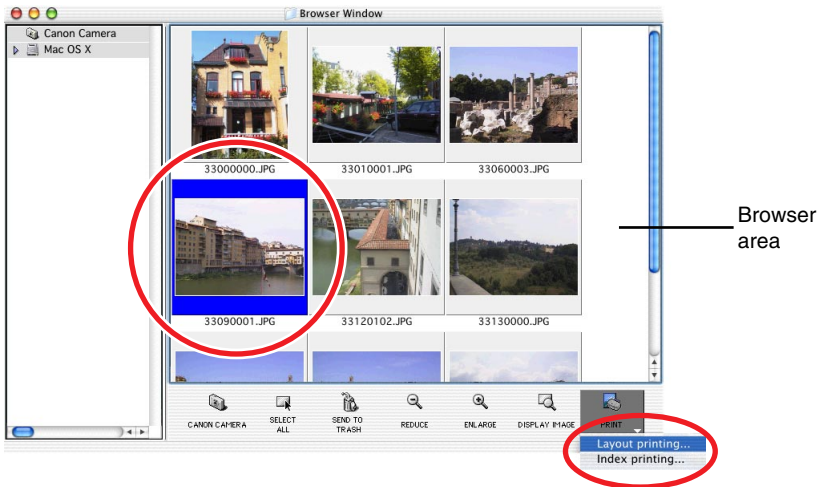 Browser Window
Canon Camera
Mac OS X
33000000.JPG
33010001.JPG
33060003.JPG
33090001.JPG
33120102.JPG
33130000.JPG
Browser
area
CANON CAMERA
SELECT
ALL
SEND TO
TRASH
REDUCE
ENLARGE
DISPLAY IMAGE
PRINT
Layout printing...
Index printing...